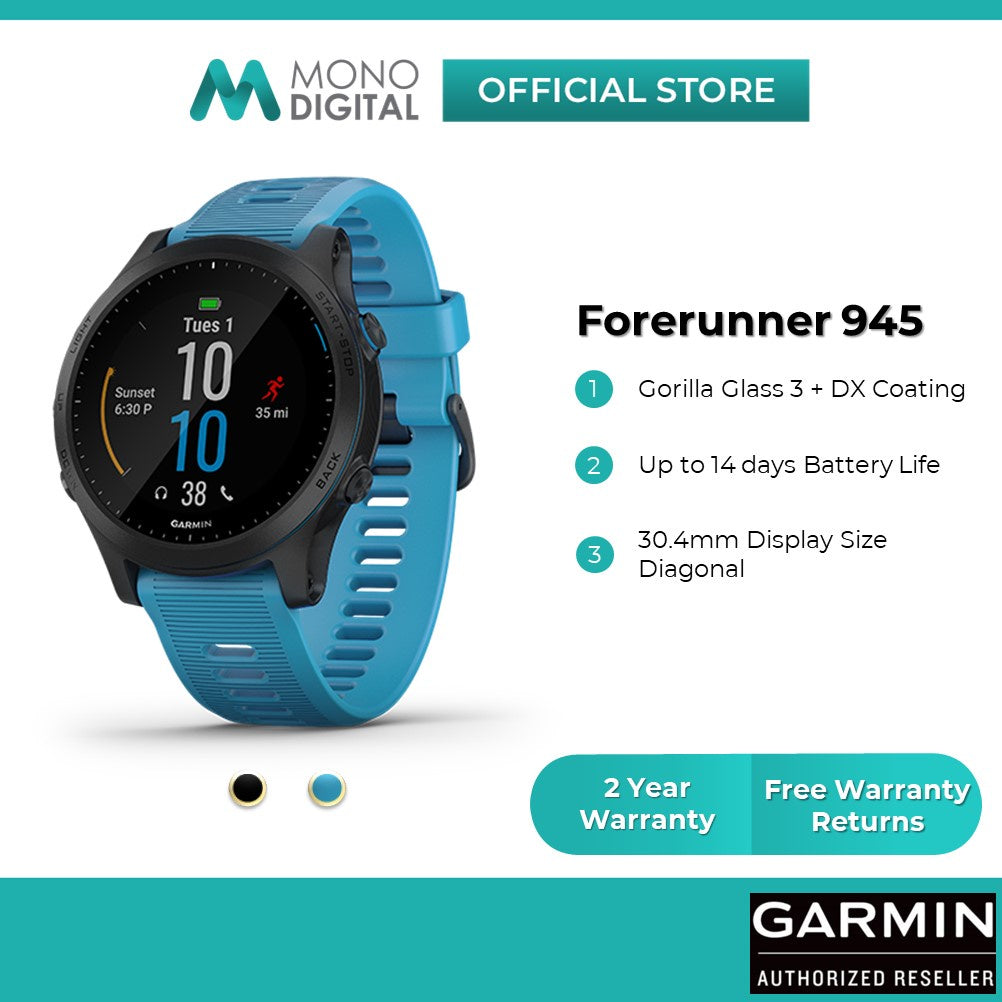 MONO
DIGITAL
OFFICIAL STORE
LIGHT
START·STOP
UP
DOWN
BACK
Tues 1
10
Sunset
6:30 P
35 mi
10
38
GARMIN
Forerunner 945
1 Gorilla Glass 3 + DX Coating
2 Up to 14 days Battery Life
3 30.4mm Display Size
Diagonal
2 Year
Warranty
Free Warranty
Returns
GARMIN
AUTHORIZED RESELLER